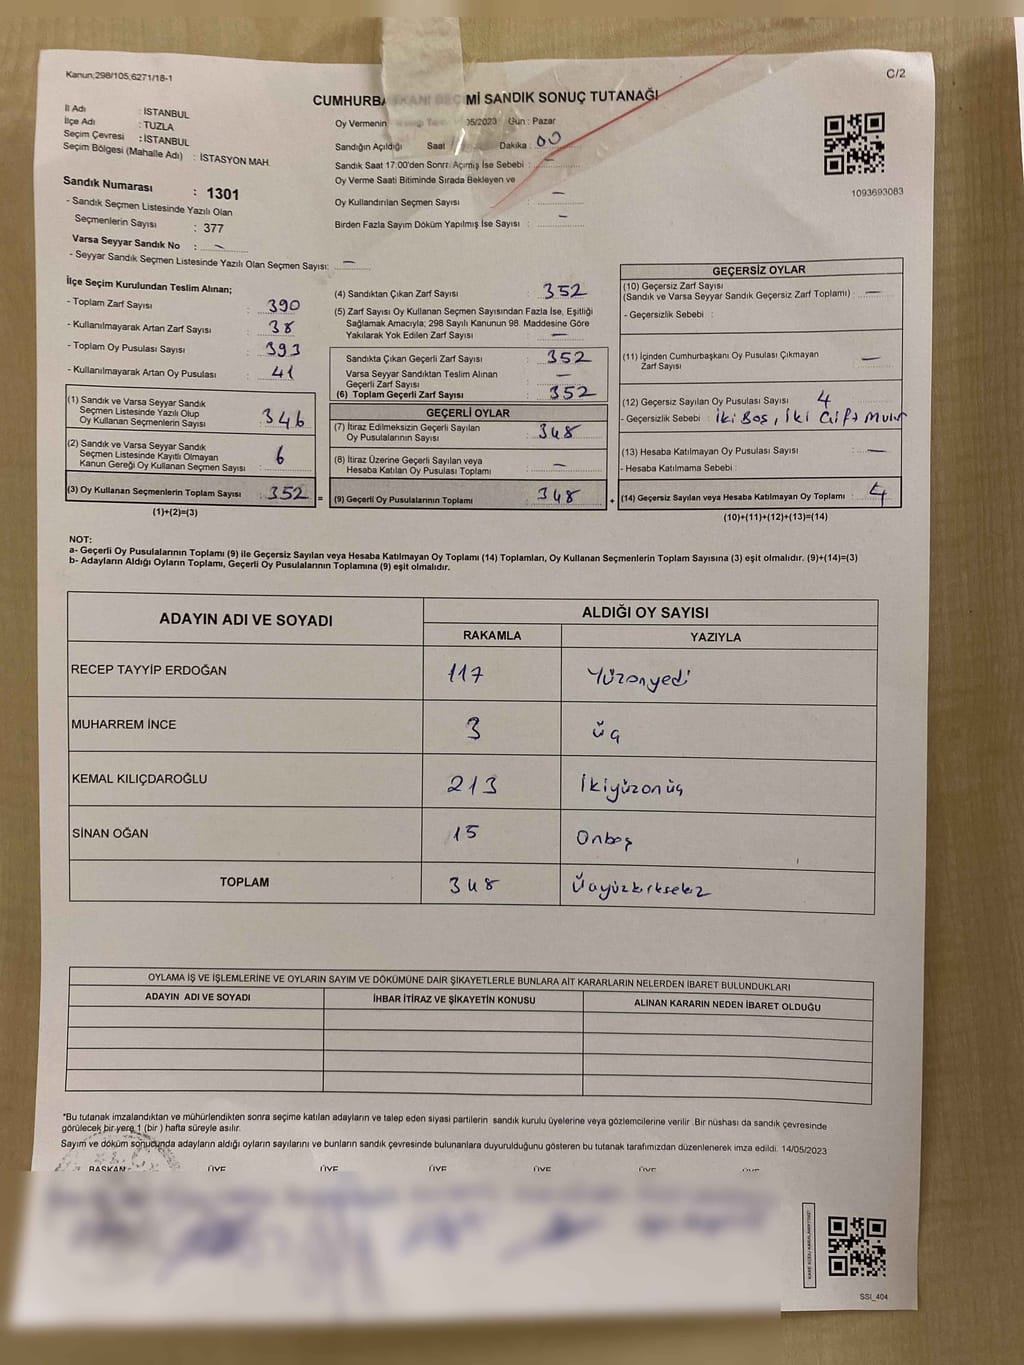 Kanun:298/105,6271/18-1
C/2
CUMHURBAŞKANI SEÇİMİ SANDIK SONUÇ TUTANAĞI
İl Adı : İSTANBUL
İlçe Adı : TUZLA
Seçim Çevresi : İSTANBUL
Seçim Bölgesi (Mahalle Adı) : İSTASYON MAH.
Sandık Numarası : 1301
- Sandık Seçmen Listesinde Yazılı Olan
Seçmenlerin Sayısı : 377
Varsa Seyyar Sandık No : -
- Seyyar Sandık Seçmen Listesinde Yazılı Olan Seçmen Sayısı: -
Oy Vermenin 05/2023 Gün : Pazar
Sandığın Açıldığı Saat Dakika : 00
Sandık Saat 17:00'den Sonra Açılmış İse Sebebi : -
Oy Verme Saati Bitiminde Sırada Bekleyen ve
Oy Kullandırılan Seçmen Sayısı : -
Birden Fazla Sayım Döküm Yapılmış İse Sayısı : -
1093693083
İlçe Seçim Kurulundan Teslim Alınan;
- Toplam Zarf Sayısı : 390
- Kullanılmayarak Artan Zarf Sayısı : 38
- Toplam Oy Pusulası Sayısı : 393
- Kullanılmayarak Artan Oy Pusulası : 41
(1) Sandık ve Varsa Seyyar Sandık
Seçmen Listesinde Yazılı Olup
Oy Kullanan Seçmenlerin Sayısı : 346
(2) Sandık ve Varsa Seyyar Sandık
Seçmen Listesinde Kayıtlı Olmayan
Kanun Gereği Oy Kullanan Seçmen Sayısı : 6
(3) Oy Kullanan Seçmenlerin Toplam Sayısı : 352 =
(1)+(2)=(3)
(4) Sandıktan Çıkan Zarf Sayısı : 352
(5) Zarf Sayısı Oy Kullanan Seçmen Sayısından Fazla İse, Eşitliği
Sağlamak Amacıyla; 298 Sayılı Kanunun 98. Maddesine Göre
Yakılarak Yok Edilen Zarf Sayısı : -
Sandıkta Çıkan Geçerli Zarf Sayısı : 352
Varsa Seyyar Sandıktan Teslim Alınan
Geçerli Zarf Sayısı : -
(6) Toplam Geçerli Zarf Sayısı : 352
GEÇERLİ OYLAR
(7) İtiraz Edilmeksizin Geçerli Sayılan
Oy Pusulalarının Sayısı : 348
(8) İtiraz Üzerine Geçerli Sayılan veya
Hesaba Katılan Oy Pusulası Toplamı : -
(9) Geçerli Oy Pusulalarının Toplamı : 348 +
GEÇERSİZ OYLAR
(10) Geçersiz Zarf Sayısı
(Sandık ve Varsa Seyyar Sandık Geçersiz Zarf Toplamı) : -
- Geçersizlik Sebebi :
(11) İçinden Cumhurbaşkanı Oy Pusulası Çıkmayan
Zarf Sayısı : -
(12) Geçersiz Sayılan Oy Pusulası Sayısı : 4
- Geçersizlik Sebebi : İki Boş, İki Çift Mühür
(13) Hesaba Katılmayan Oy Pusulası Sayısı : -
- Hesaba Katılmama Sebebi :
(14) Geçersiz Sayılan veya Hesaba Katılmayan Oy Toplamı : 4
(10)+(11)+(12)+(13)=(14)
NOT:
a- Geçerli Oy Pusulalarının Toplamı (9) ile Geçersiz Sayılan veya Hesaba Katılmayan Oy Toplamı (14) Toplamları, Oy Kullanan Seçmenlerin Toplam Sayısına (3) eşit olmalıdır. (9)+(14)=(3)
b- Adayların Aldığı Oyların Toplamı, Geçerli Oy Pusulalarının Toplamına (9) eşit olmalıdır.
ADAYIN ADI VE SOYADI
ALDIĞI OY SAYISI
RAKAMLA YAZIYLA
RECEP TAYYİP ERDOĞAN 117 Yüzonyedi
MUHARREM İNCE 3 üç
KEMAL KILIÇDAROĞLU 213 İkiyüzonüç
SİNAN OĞAN 15 Onbeş
TOPLAM 348 Üçyüzkırksekiz
OYLAMA İŞ VE İŞLEMLERİNE VE OYLARIN SAYIM VE DÖKÜMÜNE DAİR ŞİKAYETLERLE BUNLARA AİT KARARLARIN NELERDEN İBARET BULUNDUKLARI
ADAYIN ADI VE SOYADI İHBAR İTİRAZ VE ŞİKAYETİN KONUSU ALINAN KARARIN NEDEN İBARET OLDUĞU
*Bu tutanak imzalandıktan ve mühürlendikten sonra seçime katılan adayların ve talep eden siyasi partilerin sandık kurulu üyelerine veya gözlemcilerine verilir .Bir nüshası da sandık çevresinde
görülecek bir yere 1 (bir ) hafta süreyle asılır.
Sayım ve döküm sonucunda adayların aldığı oyların sayılarını ve bunların sandık çevresinde bulunanlara duyurulduğunu gösteren bu tutanak tarafımızdan düzenlenerek imza edildi. 14/05/2023
BAŞKAN ÜYE ÜYE ÜYE ÜYE ÜYE ÜYE
SSI_404